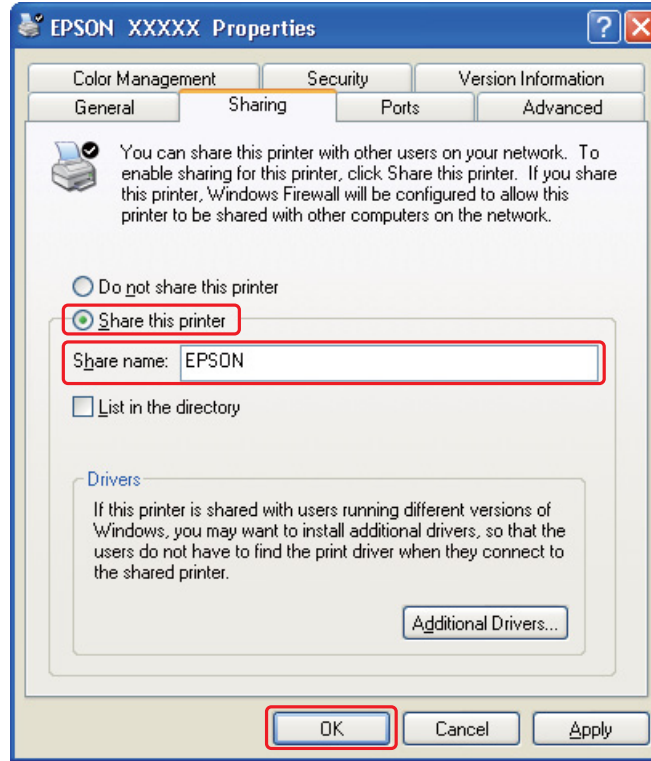 EPSON XXXXX Properties
?
Color Management Security Version Information
General Sharing Ports Advanced
You can share this printer with other users on your network. To
enable sharing for this printer, click Share this printer. If you share
this printer, Windows Firewall will be configured to allow this
printer to be shared with other computers on the network.
Do not share this printer
Share this printer
Share name: EPSON
List in the directory
Drivers
If this printer is shared with users running different versions of
Windows, you may want to install additional drivers, so that the
users do not have to find the print driver when they connect to
the shared printer.
Additional Drivers...
OK Cancel Apply